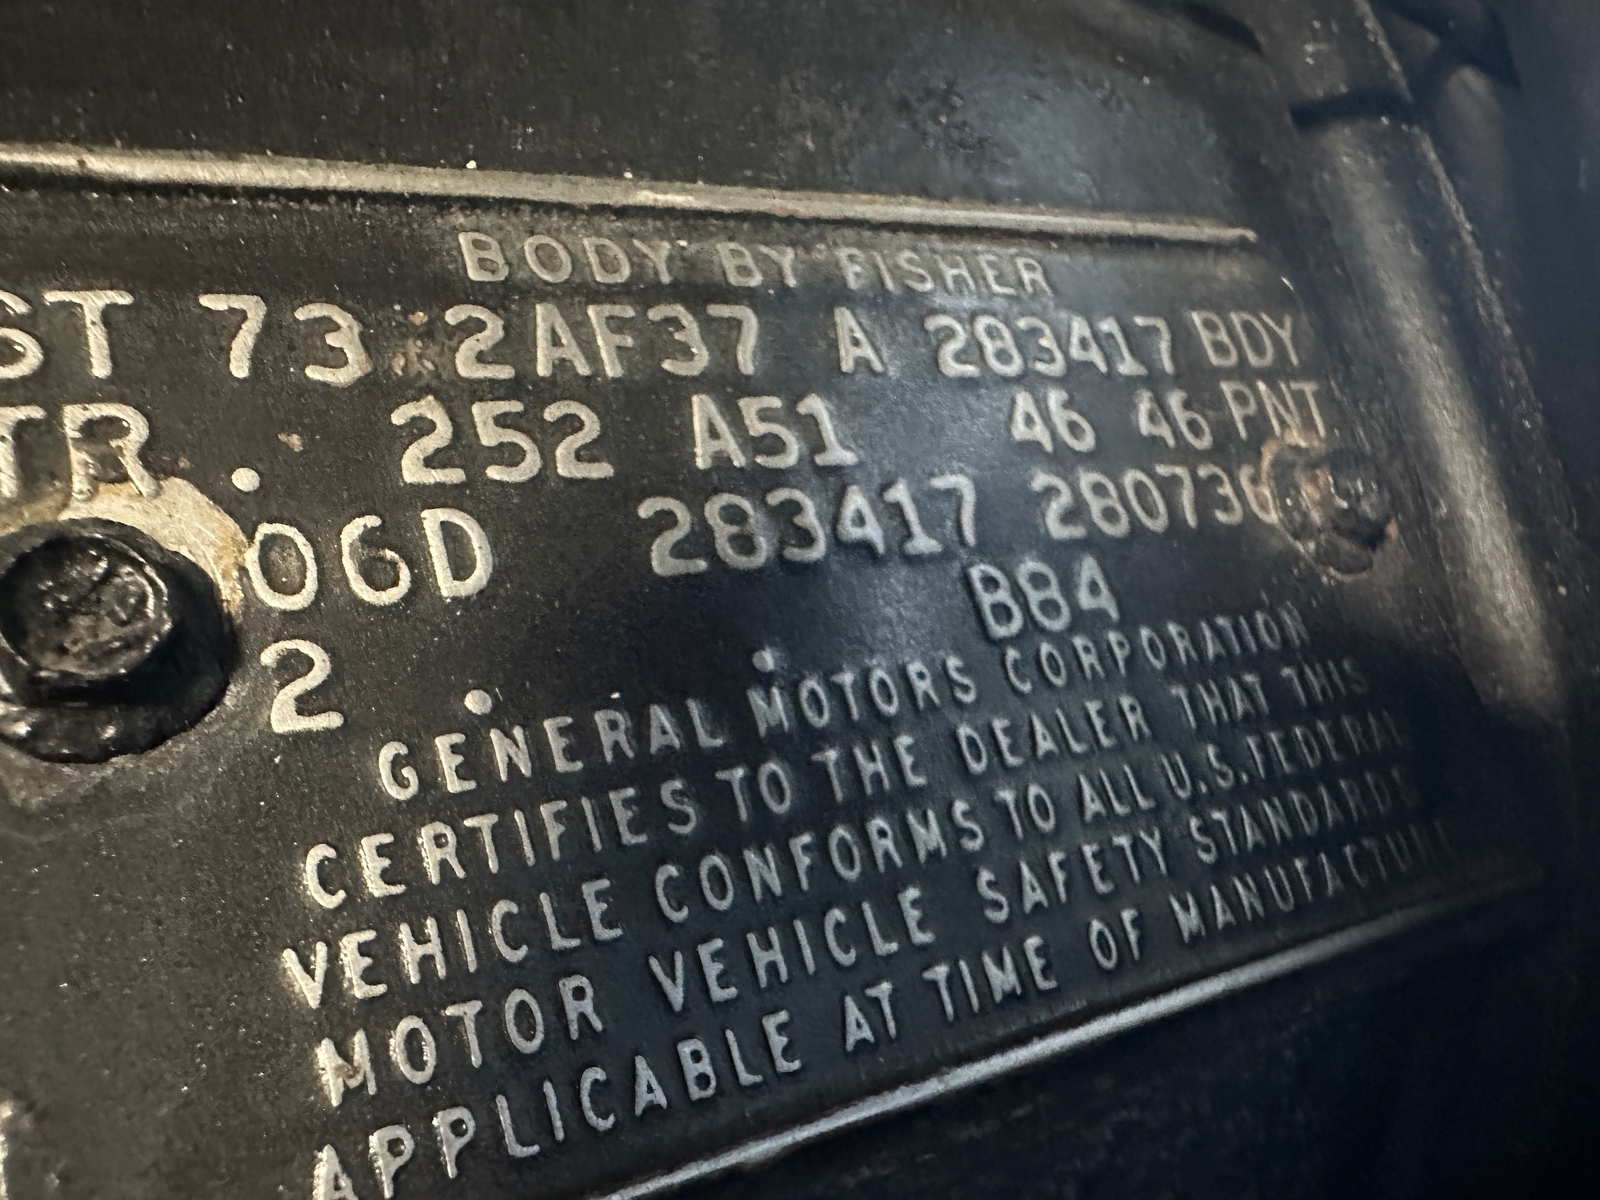 BODY BY FISHER
ST 73 2AF37 A 283417 BDY
TR. 252 A51 46 46 PNT
06D 283417 280736
B84
2 . .
GENERAL MOTORS CORPORATION
CERTIFIES TO THE DEALER THAT THIS
VEHICLE CONFORMS TO ALL U.S. FEDERAL
MOTOR VEHICLE SAFETY STANDARDS
APPLICABLE AT TIME OF MANUFACTURE